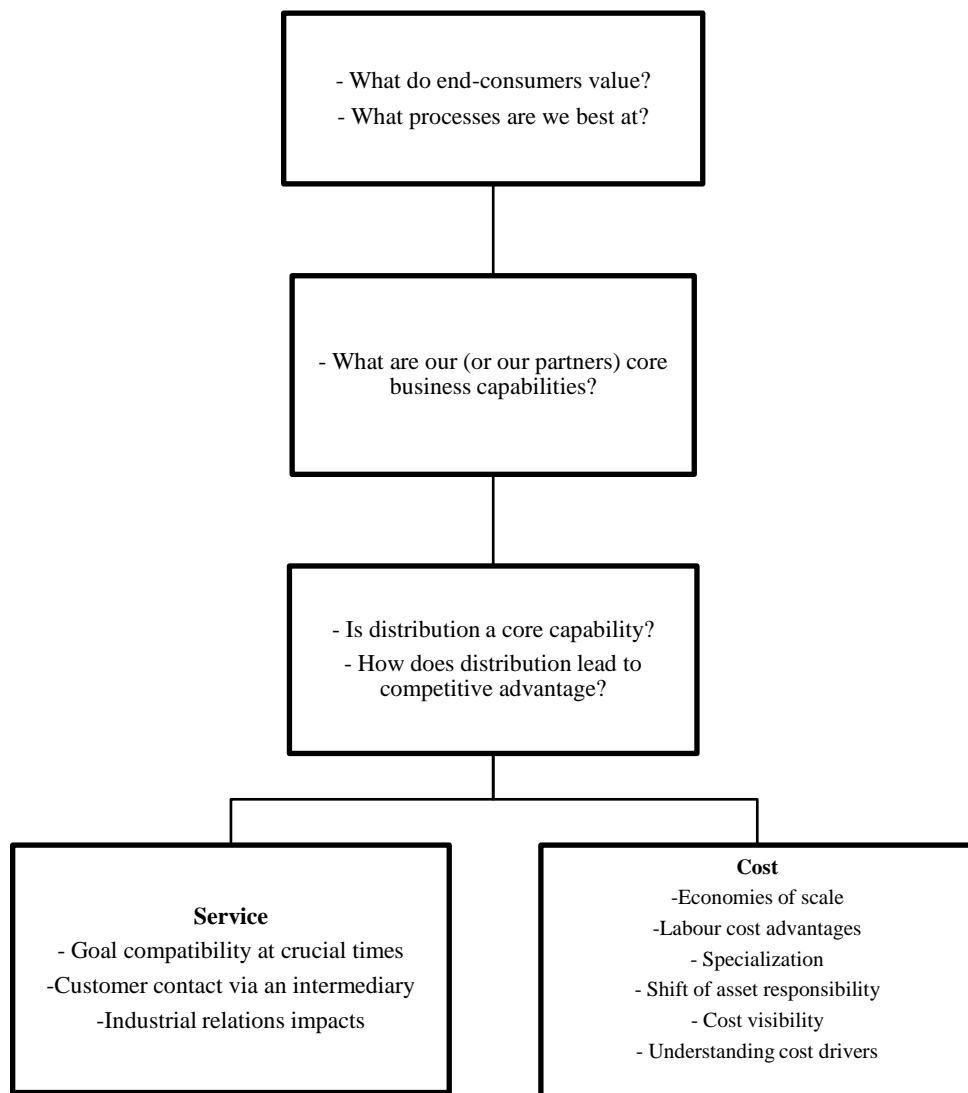 - What do end-consumers value?
- What processes are we best at?
- What are our (or our partners) core
business capabilities?
- Is distribution a core capability?
- How does distribution lead to
competitive advantage?
Service
- Goal compatibility at crucial times
-Customer contact via an intermediary
-Industrial relations impacts
Cost
-Economies of scale
-Labour cost advantages
- Specialization
- Shift of asset responsibility
- Cost visibility
- Understanding cost drivers